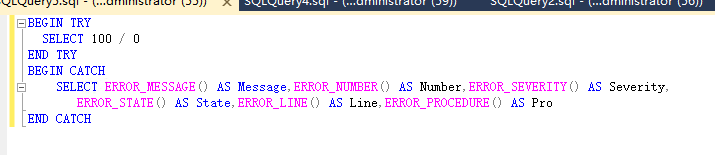 SQLQuery3.sql - (...dministrator (55))* SQLQuery4.sql - (...dministrator (59)) SQLQuery2.sql - (...dministrator (56))
BEGIN TRY
SELECT 100 / 0
END TRY
BEGIN CATCH
SELECT ERROR_MESSAGE() AS Message,ERROR_NUMBER() AS Number,ERROR_SEVERITY() AS Severity,
ERROR_STATE() AS State,ERROR_LINE() AS Line,ERROR_PROCEDURE() AS Pro
END CATCH